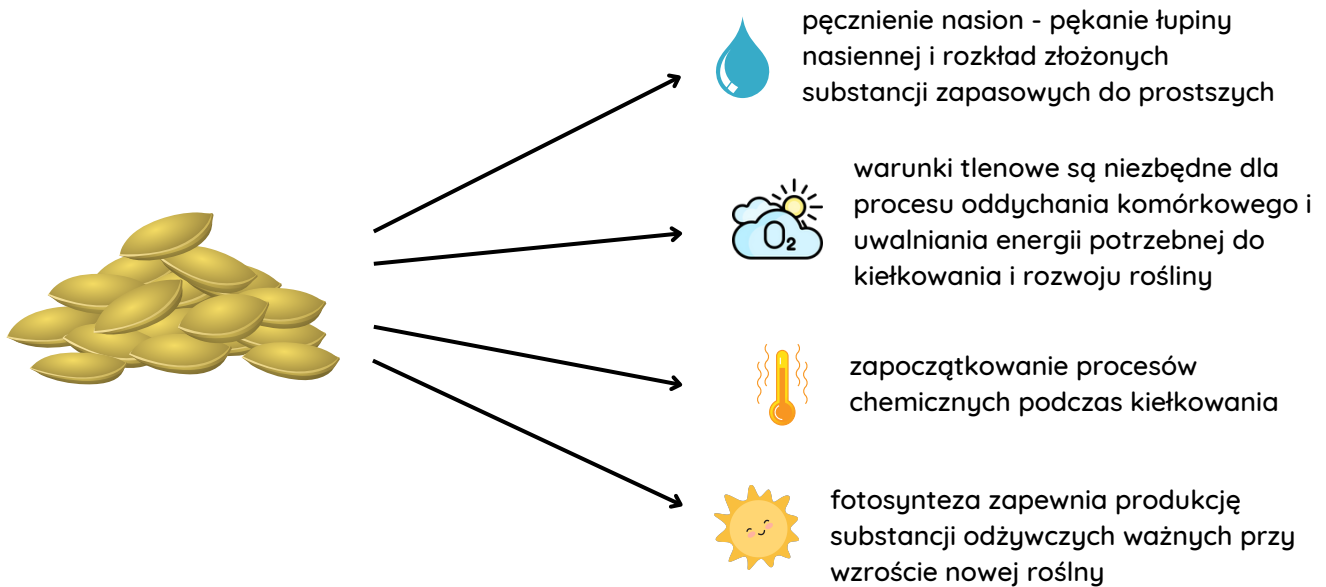 pęcznienie nasion - pękanie łupiny
nasiennej i rozkład złożonych
substancji zapasowych do prostszych
warunki tlenowe są niezbędne dla
procesu oddychania komórkowego i
uwalniania energii potrzebnej do
kiełkowania i rozwoju rośliny
O₂
zapoczątkowanie procesów
chemicznych podczas kiełkowania
fotosynteza zapewnia produkcję
substancji odżywczych ważnych przy
wzroście nowej roślny